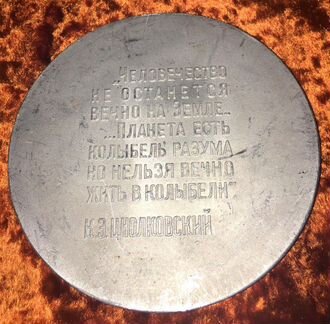 „Человечество
не останется
вечно на Земле..
...Планета есть
колыбель разума
но нельзя вечно
жить в колыбели"
К.Э.Циолковский